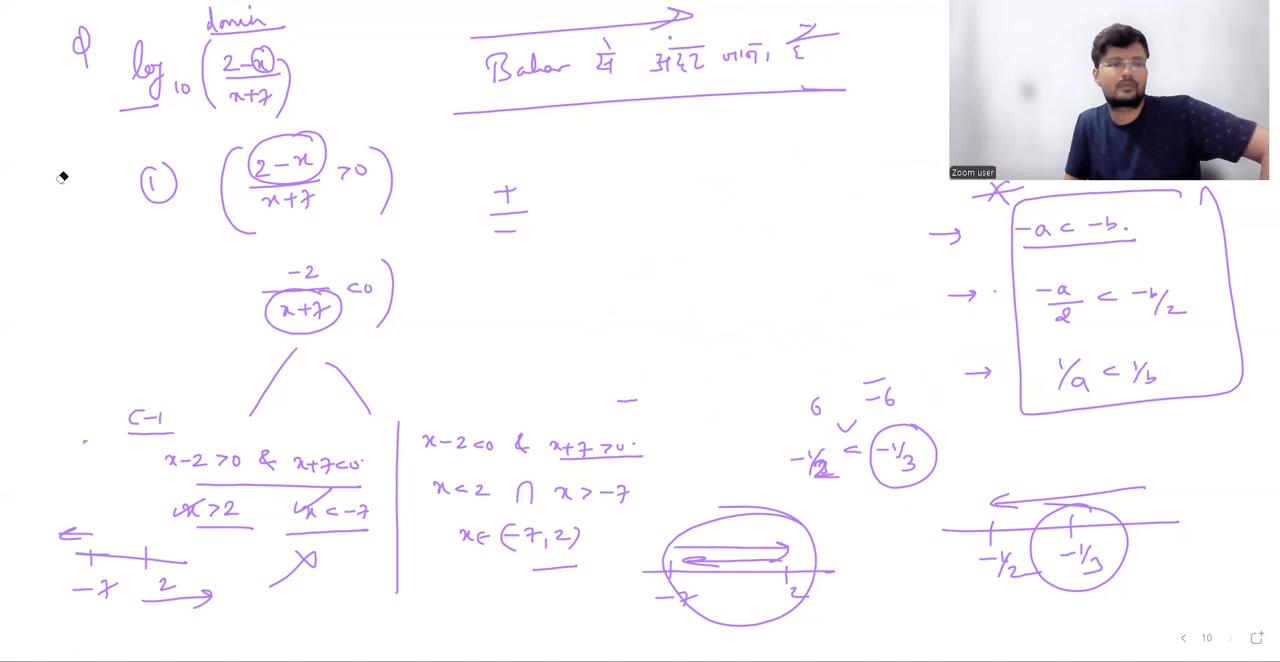 Q domin
log₁₀ (2-x / x+7)
Bahar से अंदर जाना है
① (2-x / x+7 > 0)
+
-2 / x+7 < 0)
C-1
x-2>0 & x+7<0
x>2 x<-7
-7 2
x-2<0 & x+7>0
x<2 ∩ x>-7
x∈(-7,2)
-7 2
6 -6
-1/2 < -1/3
-1/2 -1/3
→ -a < -b
→ -a/2 < -b/2
→ 1/a < 1/b
Zoom user
10